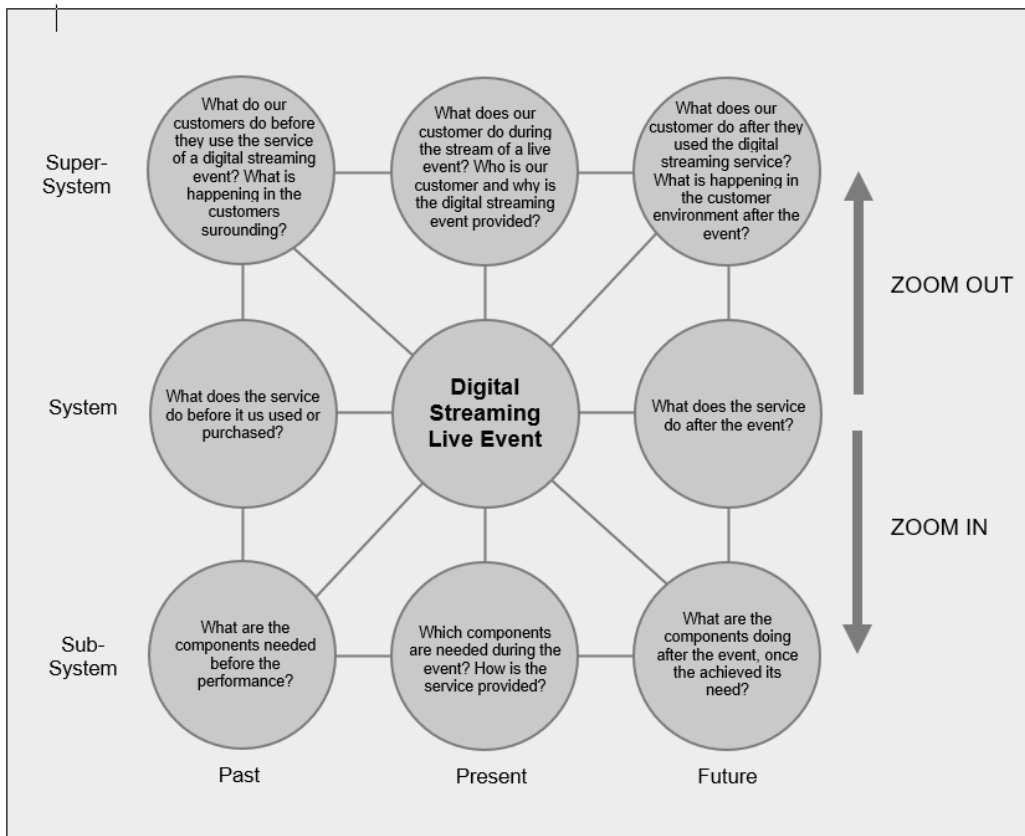 What do our
customers do before
they use the service
of a digital streaming
event? What is
happening in the
customers
surounding?
What does our
customer do during
the stream of a live
event? Who is our
customer and why is
the digital streaming
event provided?
What does our
customer do after they
used the digital
streaming service?
What is happening in
the customer
environment after the
event?
Super-
System
ZOOM OUT
System
What does the service
do before it us used or
purchased?
Digital
Streaming
Live Event
What does the service
do after the event?
ZOOM IN
Sub-
System
What are the
components needed
before the
performance?
Which components
are needed during the
event? How is the
service provided?
What are the
components doing
after the event, once
the achieved its
need?
Past
Present
Future